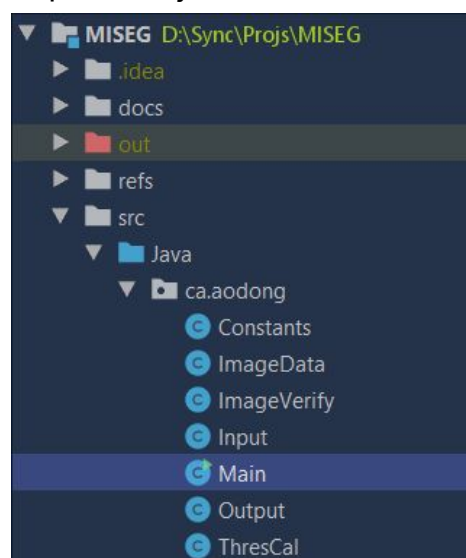 MISEG D:\Sync\Projs\MISEG
.idea
docs
out
refs
src
Java
ca.aodong
Constants
ImageData
ImageVerify
Input
Main
Output
ThresCal